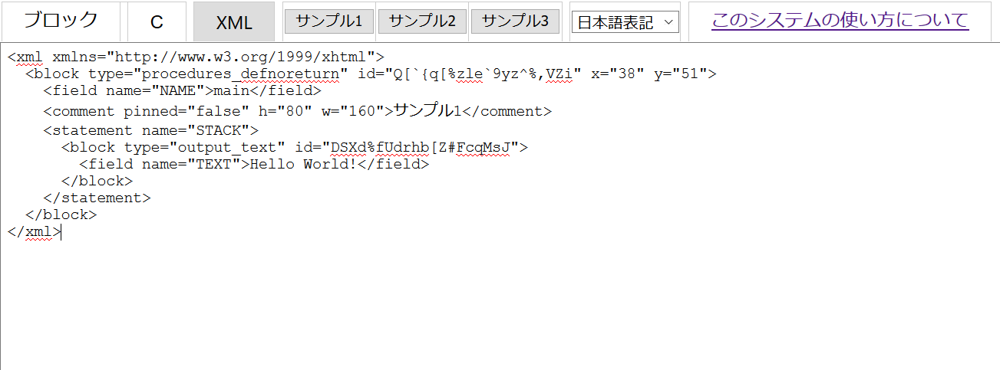 ブロック C XML サンプル1 サンプル2 サンプル3 日本語表記 このシステムの使い方について
<xml xmlns="http://www.w3.org/1999/xhtml">
  <block type="procedures_defnoreturn" id="Q[`{q[%zle`9yz^%,VZi" x="38" y="51">
    <field name="NAME">main</field>
    <comment pinned="false" h="80" w="160">サンプル1</comment>
    <statement name="STACK">
      <block type="output_text" id="DSXd%fUdrhb[Z#FcqMsJ">
        <field name="TEXT">Hello World!</field>
      </block>
    </statement>
  </block>
</xml>